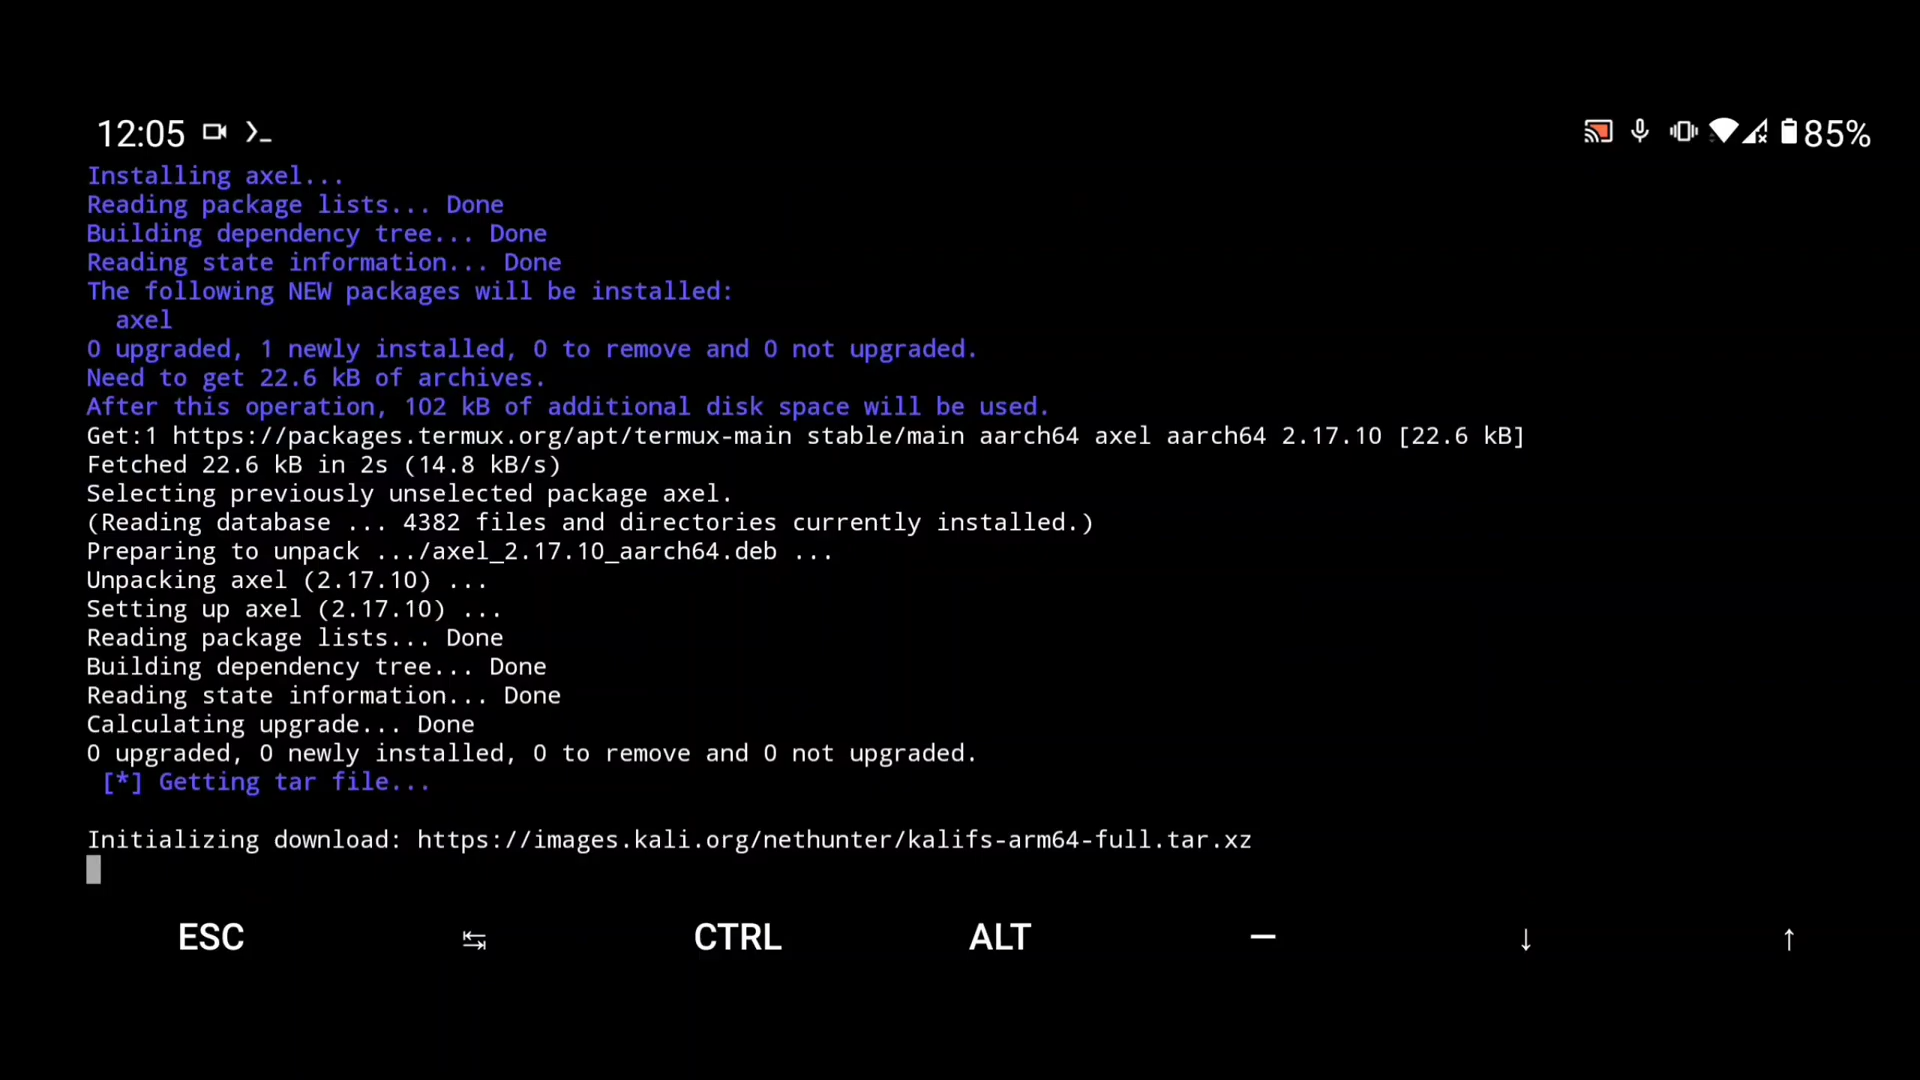 12:05
85%
Installing axel...
Reading package lists... Done
Building dependency tree... Done
Reading state information... Done
The following NEW packages will be installed:
  axel
0 upgraded, 1 newly installed, 0 to remove and 0 not upgraded.
Need to get 22.6 kB of archives.
After this operation, 102 kB of additional disk space will be used.
Get:1 https://packages.termux.org/apt/termux-main stable/main aarch64 axel aarch64 2.17.10 [22.6 kB]
Fetched 22.6 kB in 2s (14.8 kB/s)
Selecting previously unselected package axel.
(Reading database ... 4382 files and directories currently installed.)
Preparing to unpack .../axel_2.17.10_aarch64.deb ...
Unpacking axel (2.17.10) ...
Setting up axel (2.17.10) ...
Reading package lists... Done
Building dependency tree... Done
Reading state information... Done
Calculating upgrade... Done
0 upgraded, 0 newly installed, 0 to remove and 0 not upgraded.
 [*] Getting tar file...
Initializing download: https://images.kali.org/nethunter/kalifs-arm64-full.tar.xz
ESC ↹ CTRL ALT — ↓ ↑